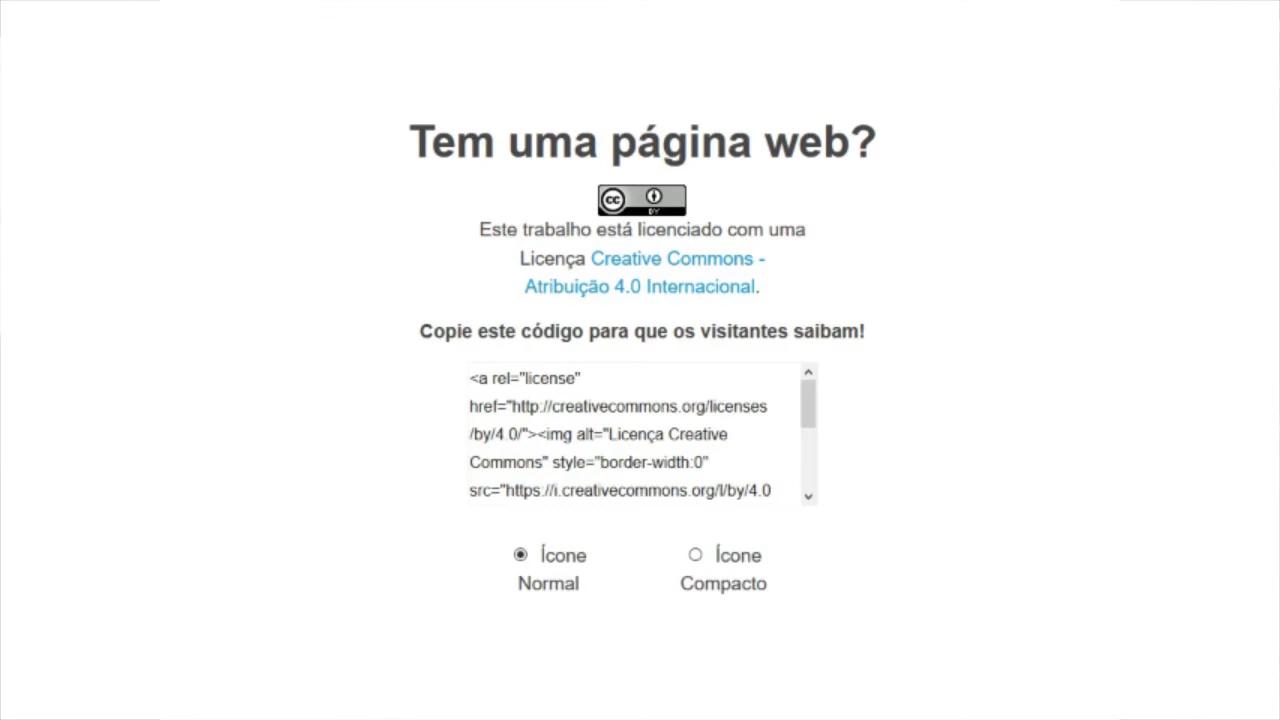 Tem uma página web?
cc
BY
Este trabalho está licenciado com uma
Licença Creative Commons -
Atribuição 4.0 Internacional.
Copie este código para que os visitantes saibam!
<a rel="license"
href="http://creativecommons.org/licenses
/by/4.0/"><img alt="Licença Creative
Commons" style="border-width:0"
src="https://i.creativecommons.org/l/by/4.0
Ícone
Normal
Ícone
Compacto